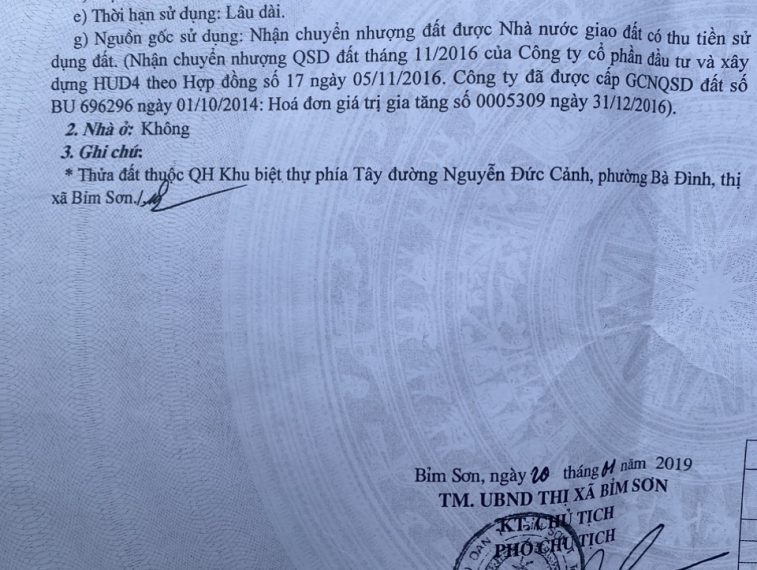 e) Thời hạn sử dụng: Lâu dài.
g) Nguồn gốc sử dụng: Nhận chuyển nhượng đất được Nhà nước giao đất có thu tiền sử
dụng đất. (Nhận chuyển nhượng QSD đất tháng 11/2016 của Công ty cổ phần đầu tư và xây
dựng HUD4 theo Hợp đồng số 17 ngày 05/11/2016. Công ty đã được cấp GCNQSD đất số
BU 696296 ngày 01/10/2014: Hoá đơn giá trị gia tăng số 0005309 ngày 31/12/2016).
2. Nhà ở: Không
3. Ghi chú:
* Thửa đất thuộc QH Khu biệt thự phía Tây đường Nguyễn Đức Cảnh, phường Bà Đình, thị
xã Bỉm Sơn./.
Bỉm Sơn, ngày 20 tháng 11 năm 2019
TM. UBND THỊ XÃ BỈM SƠN
KT. CHỦ TỊCH
PHÓ CHỦ TỊCH